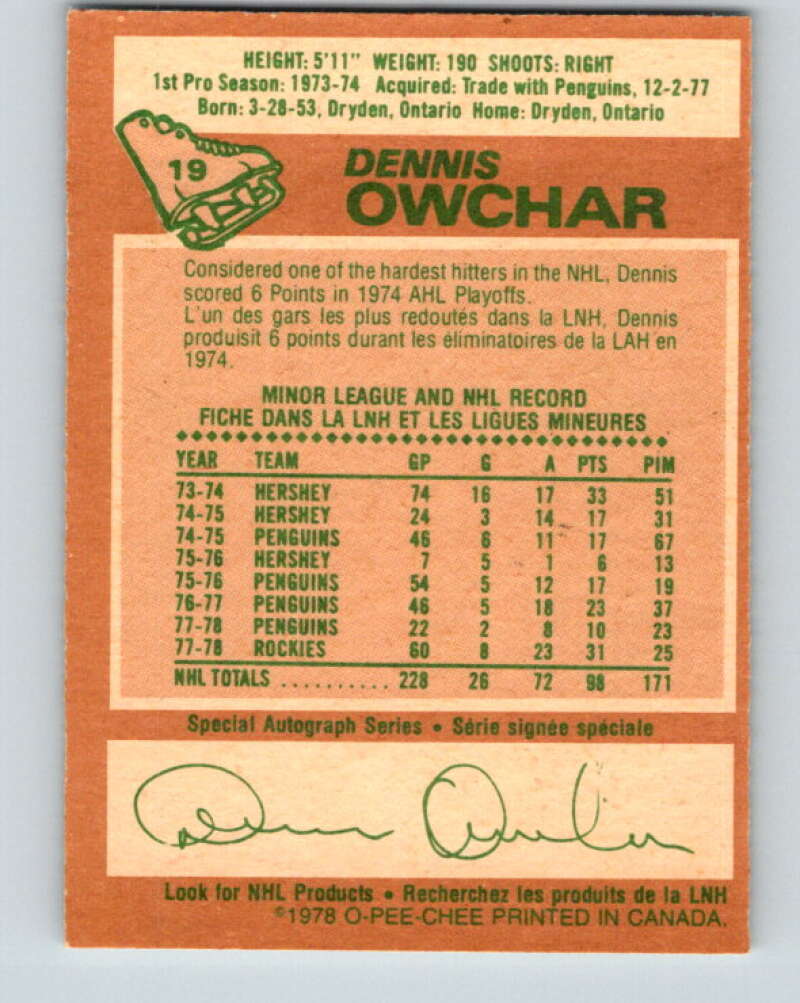 HEIGHT: 5'11" WEIGHT: 190 SHOOTS: RIGHT
1st Pro Season: 1973-74 Acquired: Trade with Penguins, 12-2-77
Born: 3-28-53, Dryden, Ontario Home: Dryden, Ontario
19
DENNIS
OWCHAR
Considered one of the hardest hitters in the NHL, Dennis
scored 6 Points in 1974 AHL Playoffs.
L'un des gars les plus redoutés dans la LNH, Dennis
produisit 6 points durant les éliminatoires de la LAH en
1974.
MINOR LEAGUE AND NHL RECORD
FICHE DANS LA LNH ET LES LIGUES MINEURES
YEAR TEAM GP G A PTS PIM
73-74 HERSHEY 74 16 17 33 51
74-75 HERSHEY 24 3 14 17 31
74-75 PENGUINS 46 6 11 17 67
75-76 HERSHEY 7 5 1 6 13
75-76 PENGUINS 54 5 12 17 19
76-77 PENGUINS 46 5 18 23 37
77-78 PENGUINS 22 2 8 10 23
77-78 ROCKIES 60 8 23 31 25
NHL TOTALS .......... 228 26 72 98 171
Special Autograph Series • Série signée spéciale
Dennis Owchar
Look for NHL Products • Recherchez les produits de la LNH
©1978 O-PEE-CHEE PRINTED IN CANADA.